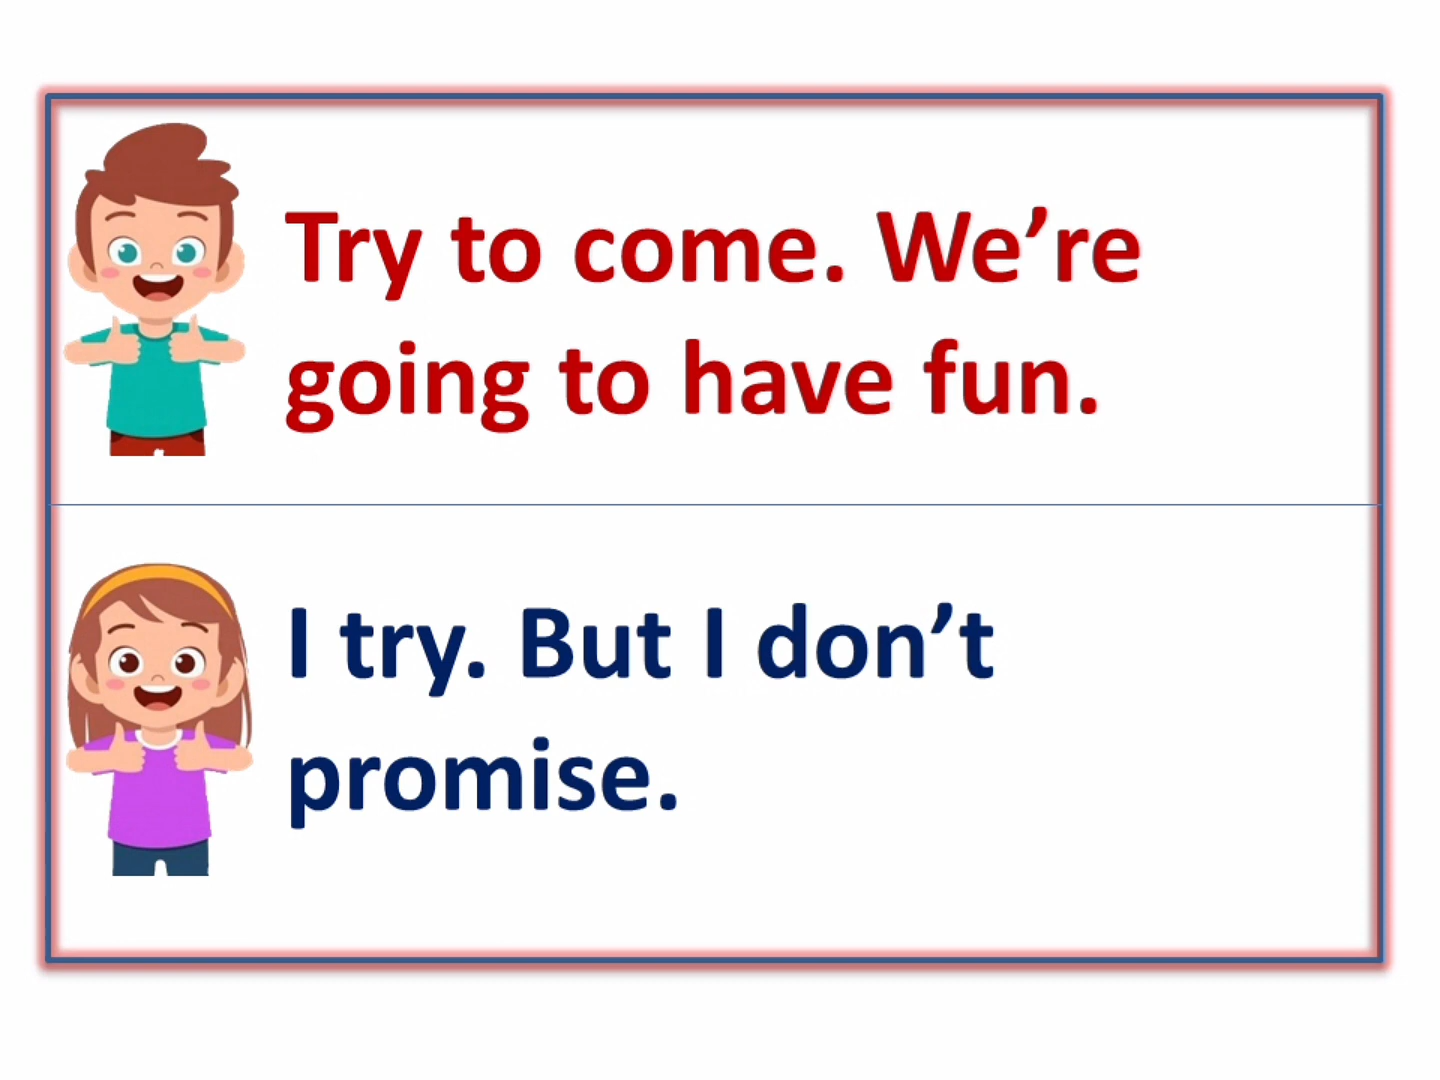 Try to come. We’re
going to have fun.
I try. But I don’t
promise.